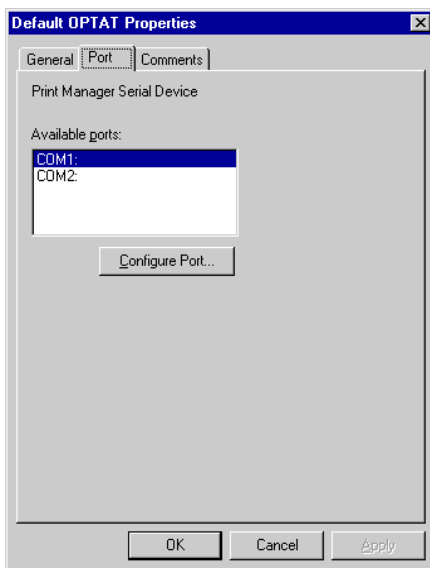 Default OPTAT Properties
General Port Comments
Print Manager Serial Device
Available ports:
COM1:
COM2:
Configure Port...
OK Cancel Apply